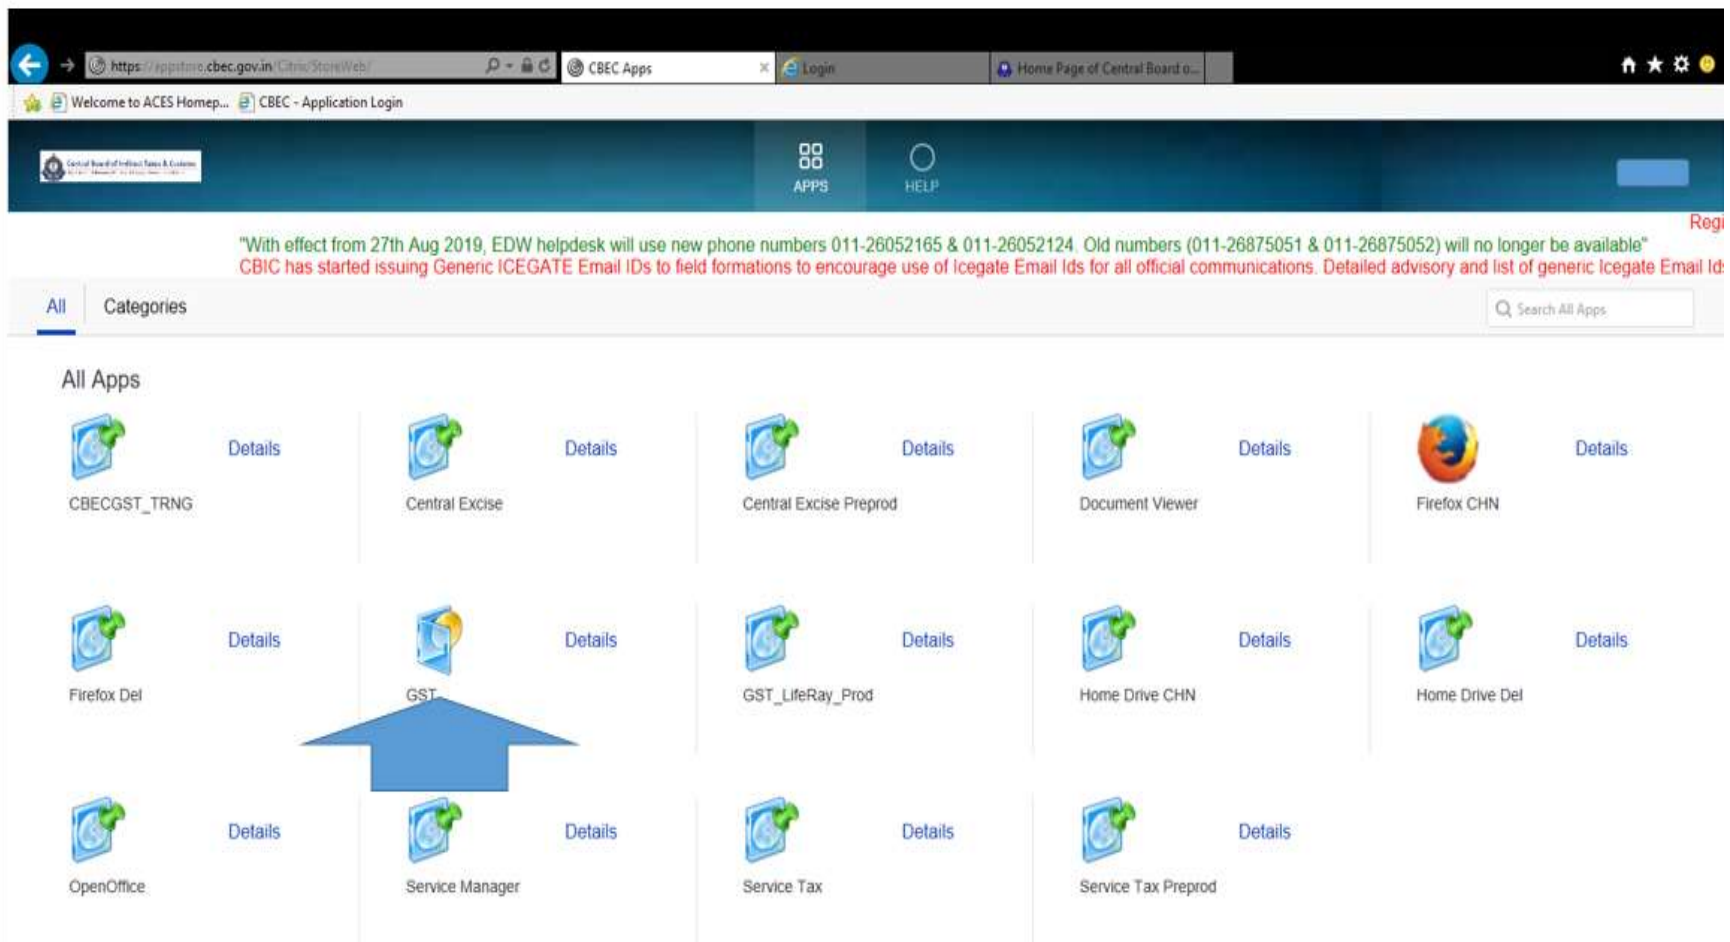 https://appstore.cbec.gov.in/Citrix/StoreWeb/
CBEC Apps
Login
Home Page of Central Board o...
Welcome to ACES Homep...
CBEC - Application Login
Central Board of Indirect Taxes & Customs
APPS
HELP
Regi
"With effect from 27th Aug 2019, EDW helpdesk will use new phone numbers 011-26052165 & 011-26052124. Old numbers (011-26875051 & 011-26875052) will no longer be available"
CBIC has started issuing Generic ICEGATE Email IDs to field formations to encourage use of Icegate Email Ids for all official communications. Detailed advisory and list of generic Icegate Email Ids
All
Categories
Search All Apps
All Apps
Details
Details
Details
Details
Details
CBECGST_TRNG
Central Excise
Central Excise Preprod
Document Viewer
Firefox CHN
Details
Details
Details
Details
Details
Firefox Del
GST
GST_LifeRay_Prod
Home Drive CHN
Home Drive Del
Details
Details
Details
Details
OpenOffice
Service Manager
Service Tax
Service Tax Preprod